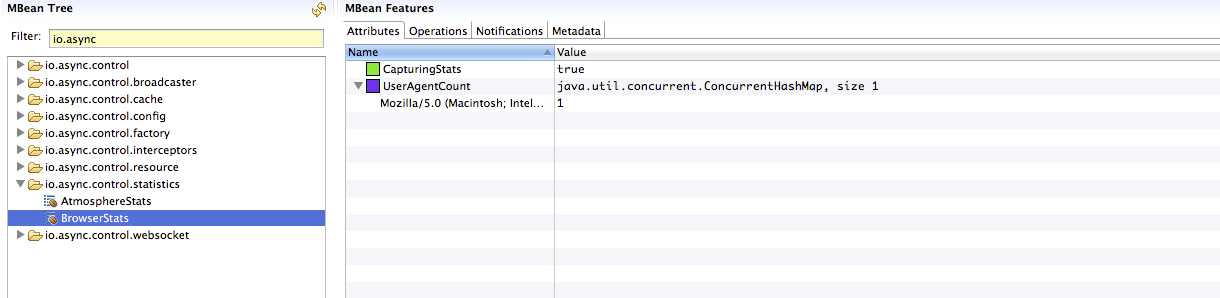 MBean Tree
Filter: io.async
io.async.control
io.async.control.broadcaster
io.async.control.cache
io.async.control.config
io.async.control.factory
io.async.control.interceptors
io.async.control.resource
io.async.control.statistics
AtmosphereStats
BrowserStats
io.async.control.websocket
MBean Features
Attributes Operations Notifications Metadata
Name Value
CapturingStats true
UserAgentCount java.util.concurrent.ConcurrentHashMap, size 1
Mozilla/5.0 (Macintosh; Intel... 1